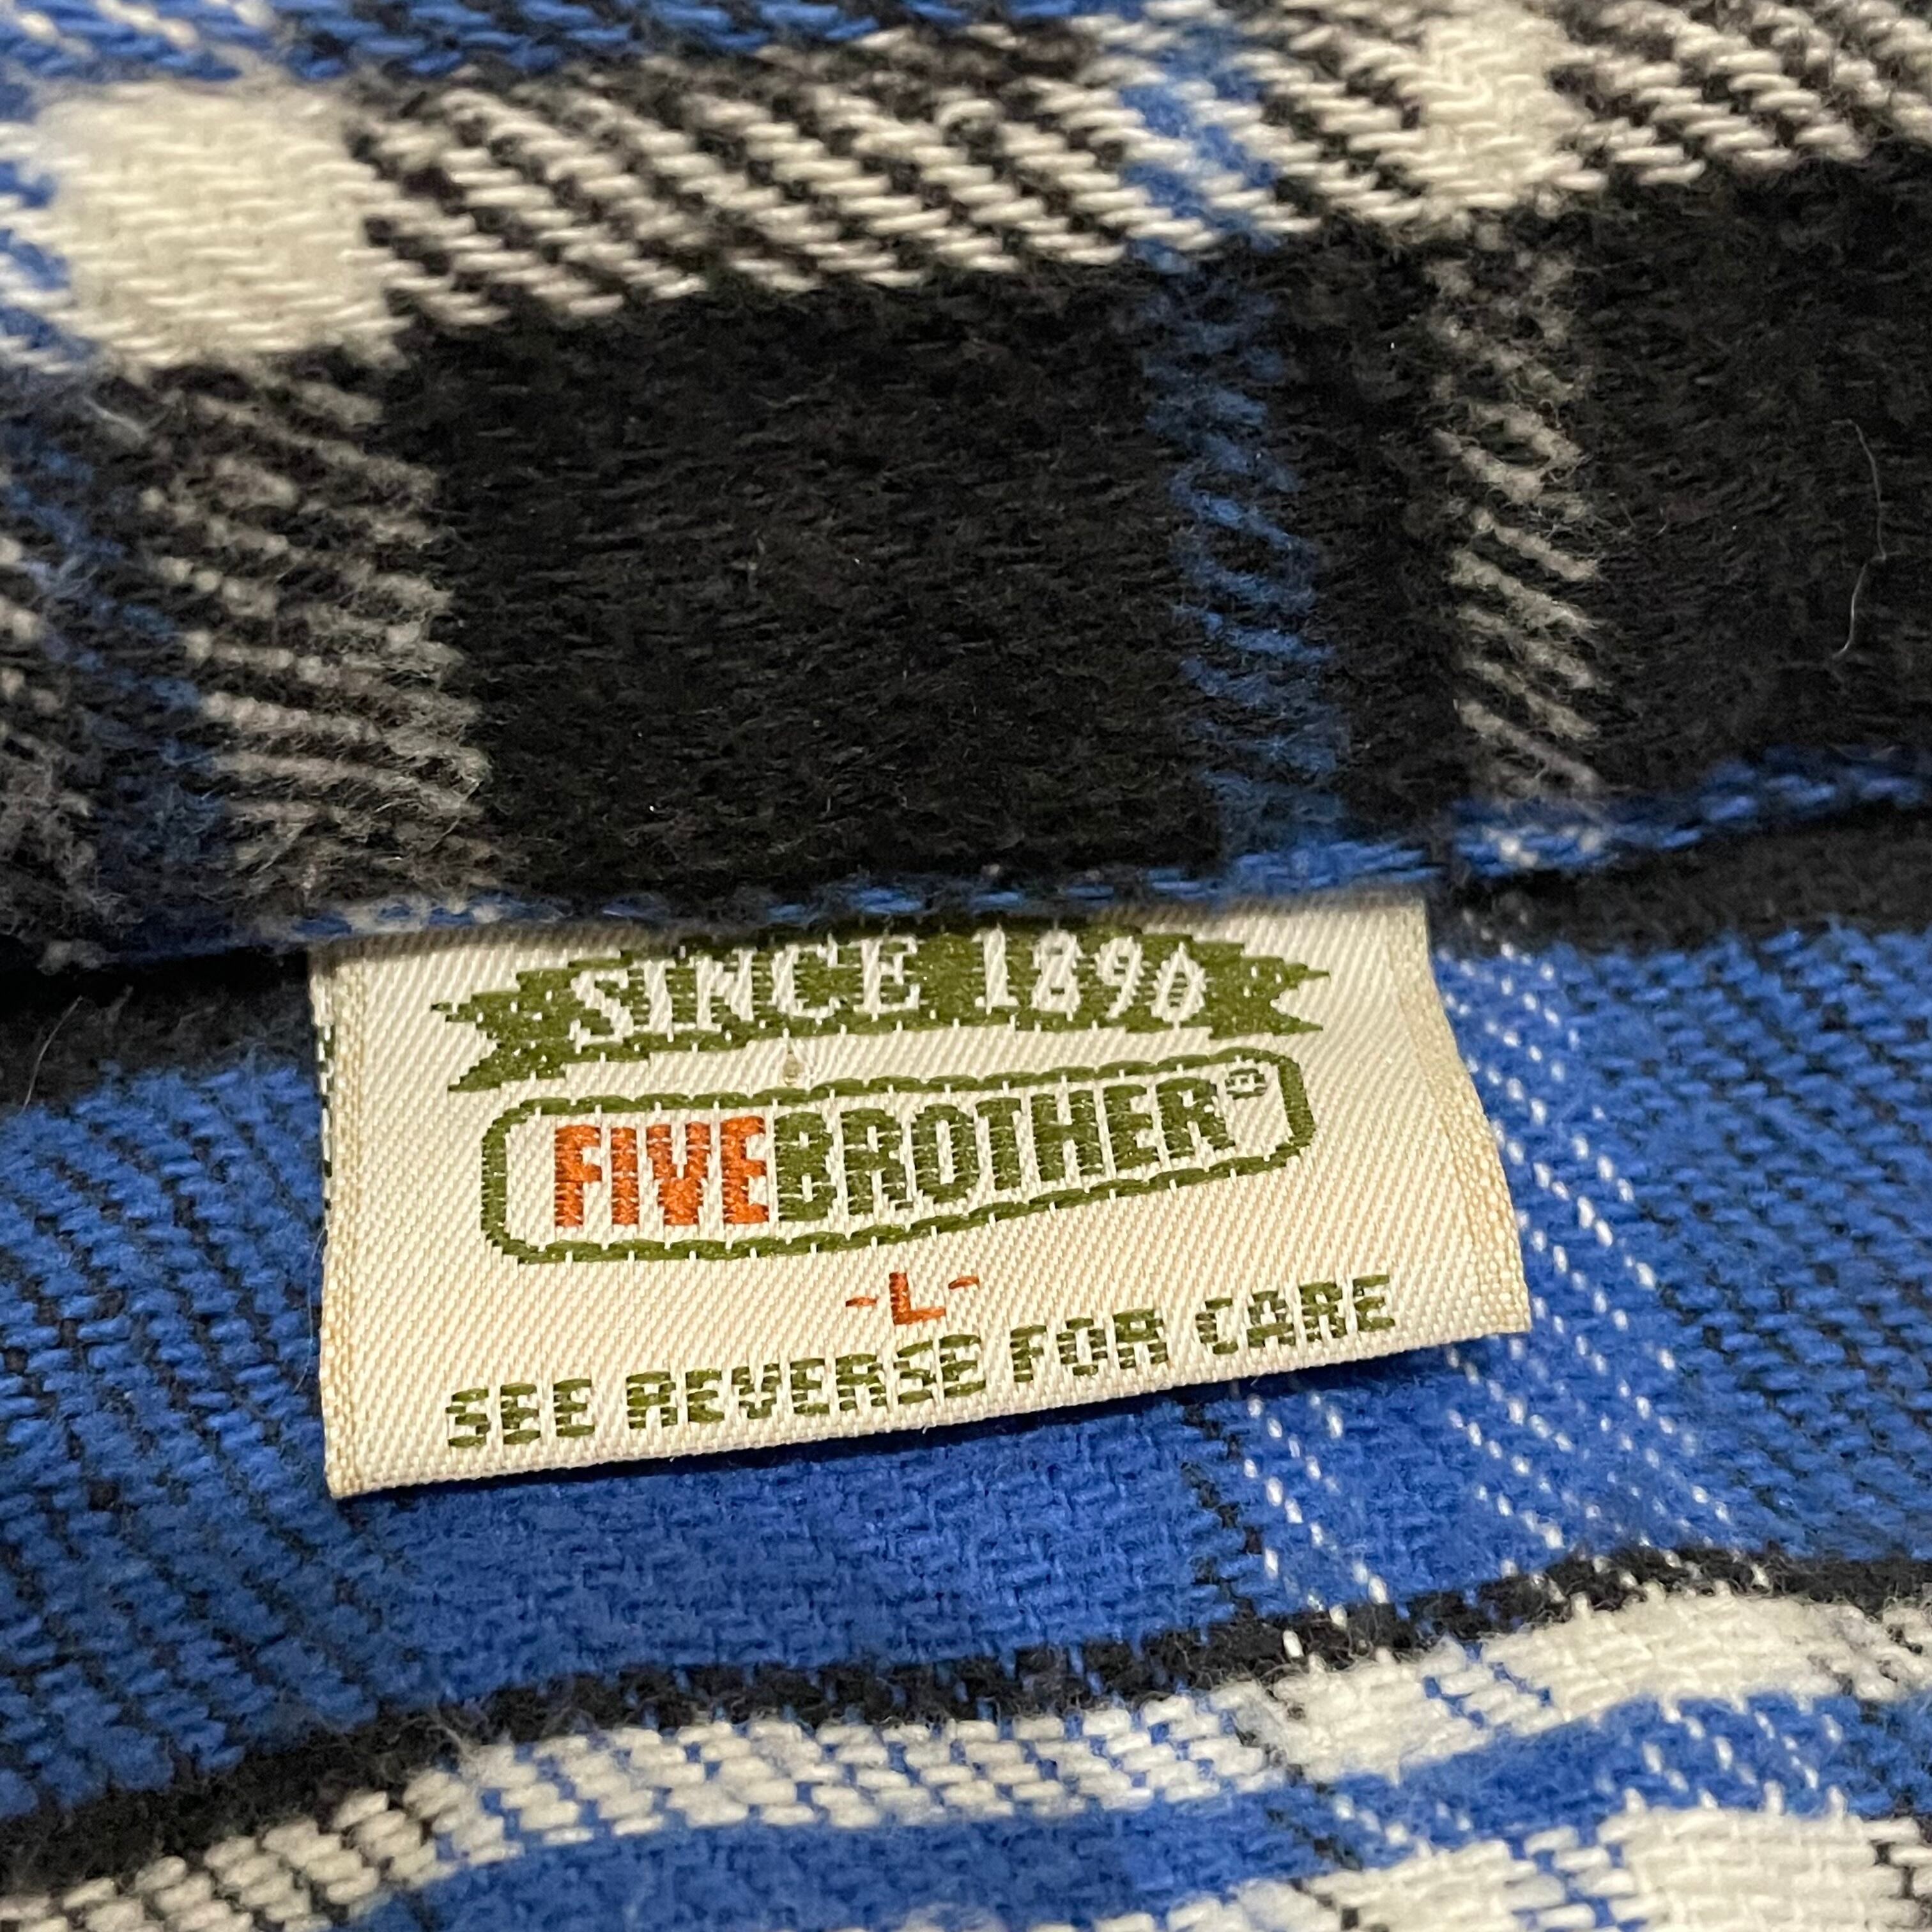 SINCE 1890
FIVEBROTHER®
-L-
SEE REVERSE FOR CARE